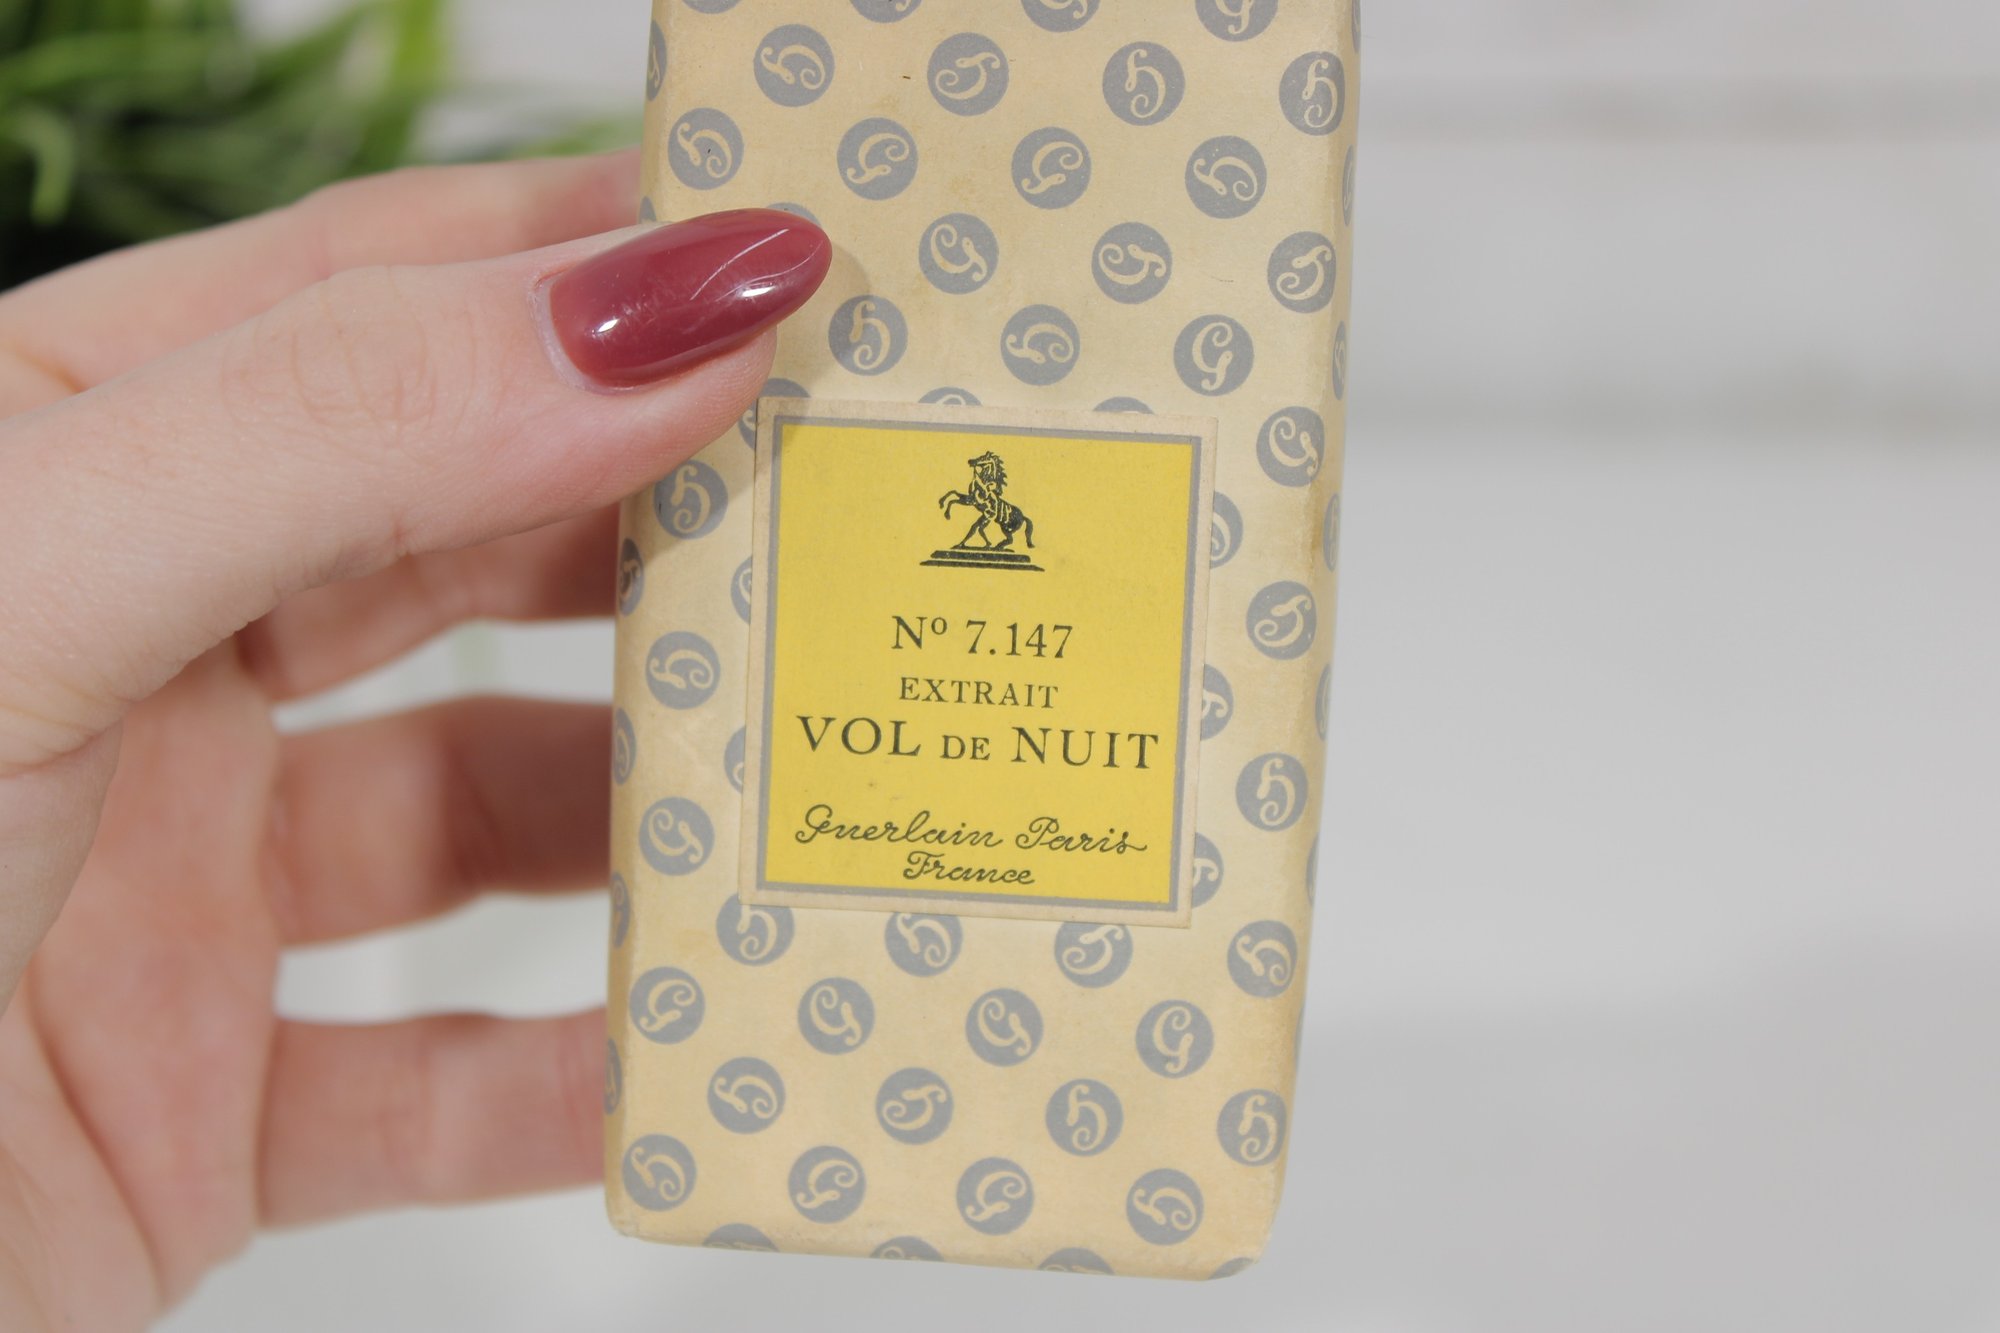 Nº 7.147
EXTRAIT
VOL DE NUIT
Guerlain Paris
France